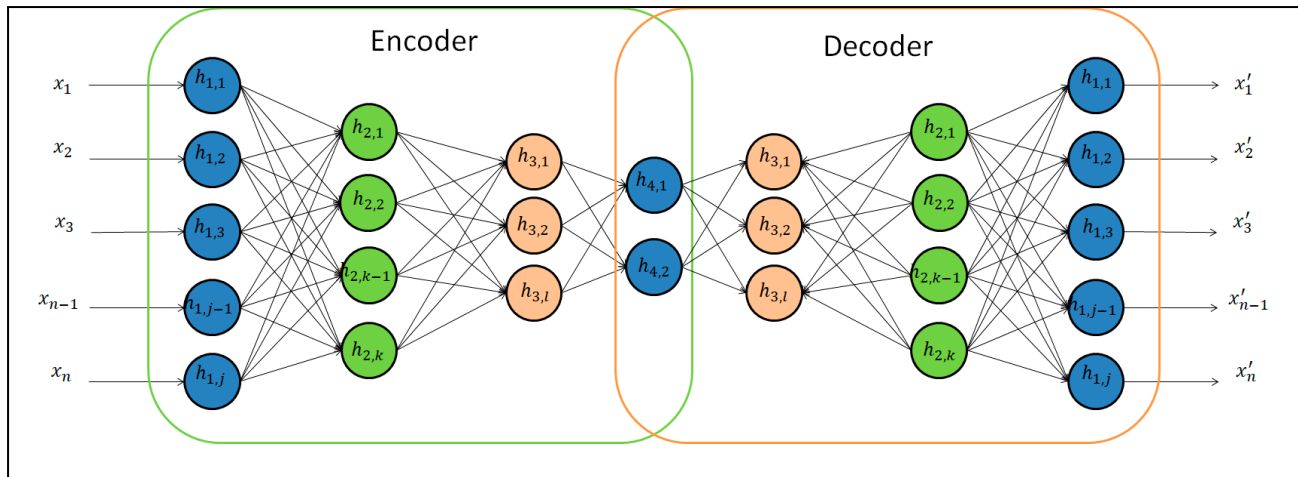 Encoder
Decoder
x₁
x₂
x₃
xₙ₋₁
xₙ
h₁,₁
h₁,₂
h₁,₃
h₁,ⱼ₋₁
h₁,ⱼ
h₂,₁
h₂,₂
h₂,ₖ₋₁
h₂,ₖ
h₃,₁
h₃,₂
h₃,ₗ
h₄,₁
h₄,₂
h₃,₁
h₃,₂
h₃,ₗ
h₂,₁
h₂,₂
h₂,ₖ₋₁
h₂,ₖ
h₁,₁
h₁,₂
h₁,₃
h₁,ⱼ₋₁
h₁,ⱼ
x′₁
x′₂
x′₃
x′ₙ₋₁
x′ₙ